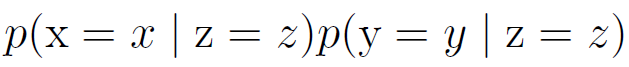 p(x = x | z = z)p(y = y | z = z)